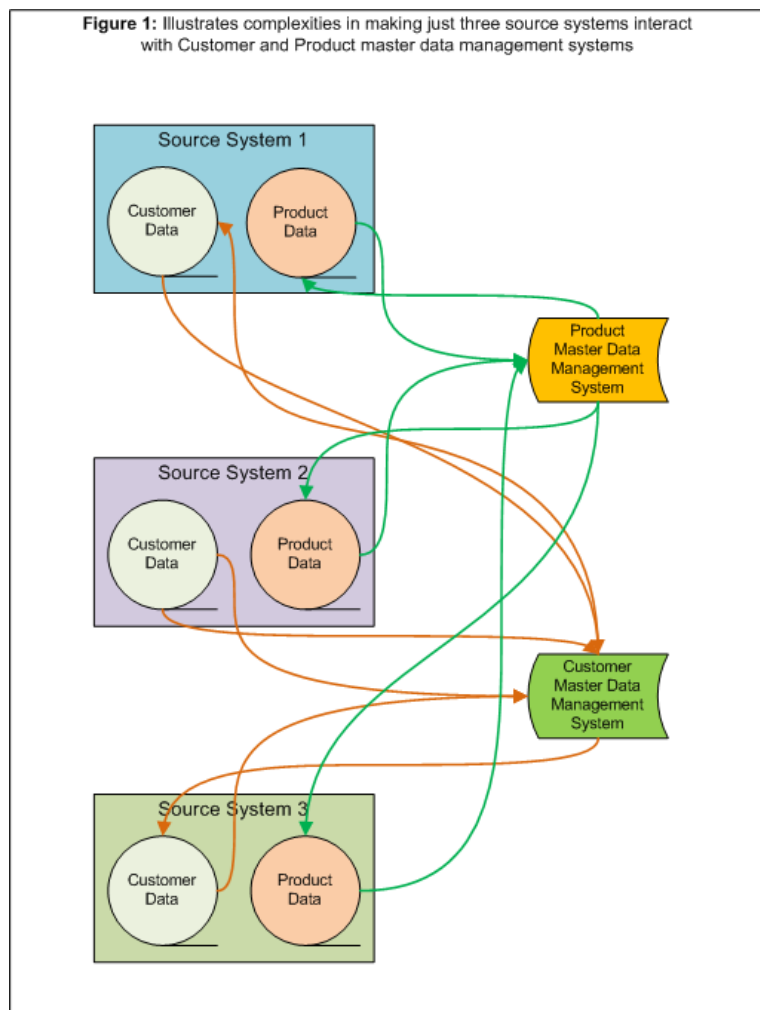 Figure 1: Illustrates complexities in making just three source systems interact
with Customer and Product master data management systems
Source System 1
Customer
Data
Product
Data
Product
Master Data
Management
System
Source System 2
Customer
Data
Product
Data
Customer
Master Data
Management
System
Source System 3
Customer
Data
Product
Data